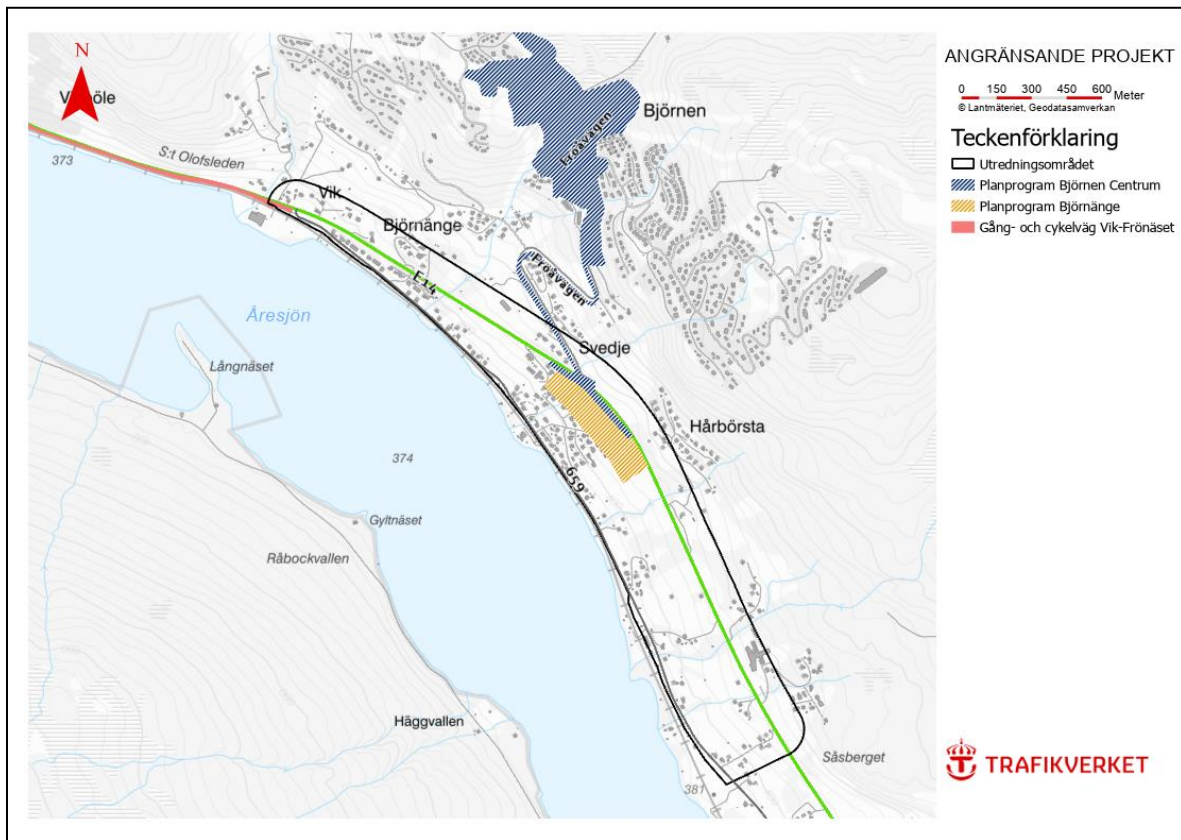 N
373
S:t Olofsleden
Vik
Björnänge
E14
Björnen
Fröåvägen
Fröåvägen
Svedje
Åresjön
Långnäset
Hårbörsta
374
659
Gyltnäset
Råbockvallen
Häggvallen
Såsberget
381
ANGRÄNSANDE PROJEKT
0 150 300 450 600 Meter
© Lantmäteriet, Geodatasamverkan
Teckenförklaring
Utredningsområdet
Planprogram Björnen Centrum
Planprogram Björnänge
Gång- och cykelväg Vik-Frönäset
TRAFIKVERKET